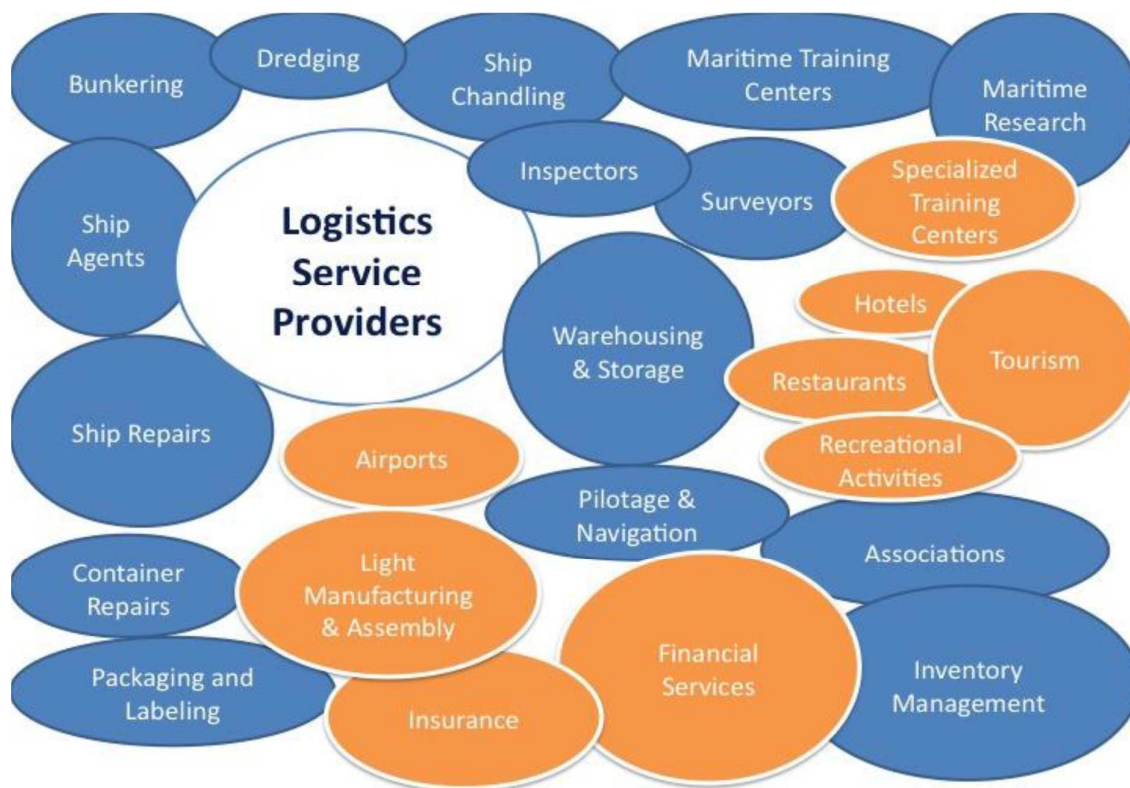 Bunkering
Dredging
Ship
Chandling
Maritime Training
Centers
Maritime
Research
Ship
Agents
Logistics
Service
Providers
Inspectors
Surveyors
Specialized
Training
Centers
Hotels
Tourism
Warehousing
& Storage
Restaurants
Ship Repairs
Airports
Recreational
Activities
Pilotage &
Navigation
Associations
Container
Repairs
Light
Manufacturing
& Assembly
Financial
Services
Inventory
Management
Packaging and
Labeling
Insurance